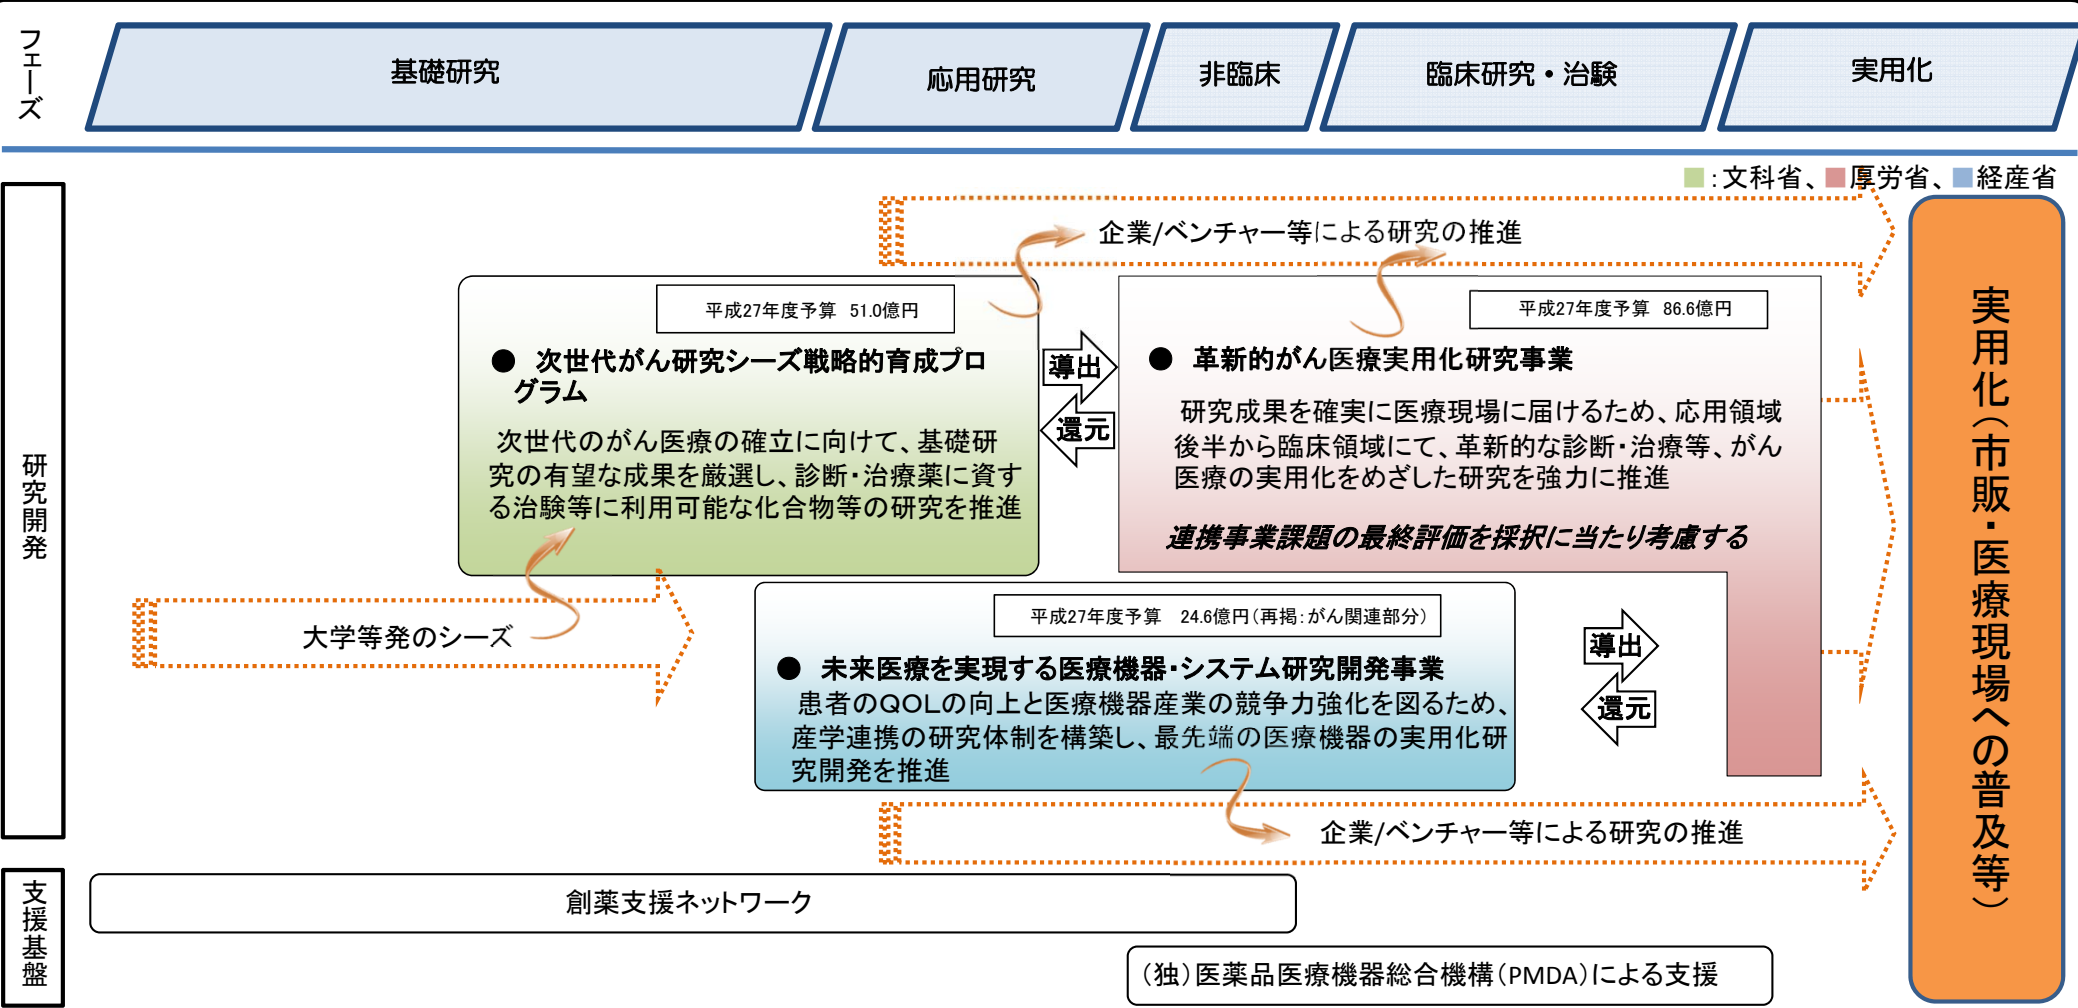 フェーズ
基礎研究
応用研究
非臨床
臨床研究・治験
実用化
■:文科省、■厚労省、■経産省
研究開発
企業/ベンチャー等による研究の推進
平成27年度予算 51.0億円
● 次世代がん研究シーズ戦略的育成プロ
グラム
次世代のがん医療の確立に向けて、基礎研
究の有望な成果を厳選し、診断・治療薬に資す
る治験等に利用可能な化合物等の研究を推進
導出
還元
平成27年度予算 86.6億円
● 革新的がん医療実用化研究事業
研究成果を確実に医療現場に届けるため、応用領域
後半から臨床領域にて、革新的な診断・治療等、がん
医療の実用化をめざした研究を強力に推進
連携事業課題の最終評価を採択に当たり考慮する
大学等発のシーズ
平成27年度予算 24.6億円(再掲:がん関連部分)
● 未来医療を実現する医療機器・システム研究開発事業
患者のQOLの向上と医療機器産業の競争力強化を図るため、
産学連携の研究体制を構築し、最先端の医療機器の実用化研
究開発を推進
導出
還元
企業/ベンチャー等による研究の推進
実用化(市販・医療現場への普及等)
支援基盤
創薬支援ネットワーク
(独)医薬品医療機器総合機構(PMDA)による支援